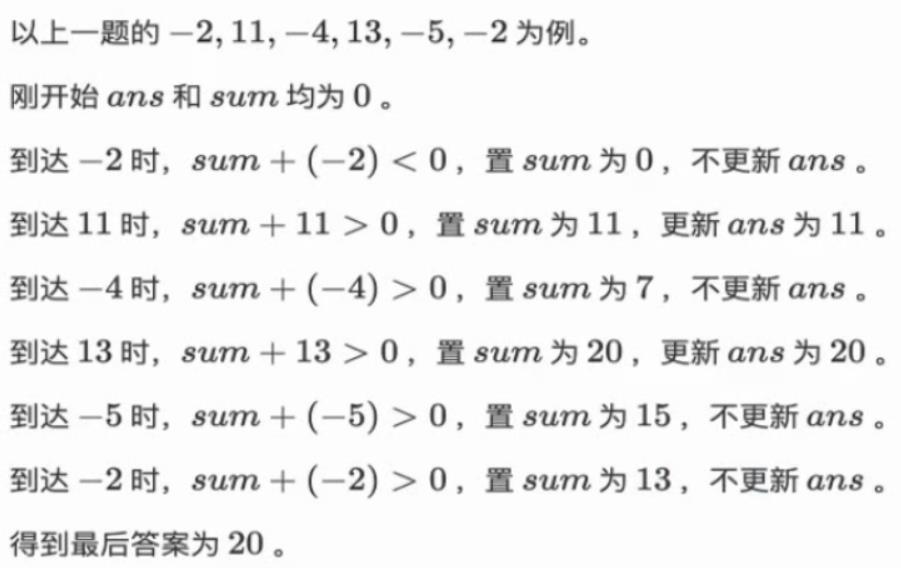 以上一题的 −2, 11, −4, 13, −5, −2 为例。
刚开始 ans 和 sum 均为 0 。
到达 −2 时，sum + (−2) < 0 ，置 sum 为 0 ，不更新 ans 。
到达 11 时，sum + 11 > 0 ，置 sum 为 11 ，更新 ans 为 11 。
到达 −4 时，sum + (−4) > 0 ，置 sum 为 7 ，不更新 ans 。
到达 13 时，sum + 13 > 0 ，置 sum 为 20 ，更新 ans 为 20 。
到达 −5 时，sum + (−5) > 0 ，置 sum 为 15 ，不更新 ans 。
到达 −2 时，sum + (−2) > 0 ，置 sum 为 13 ，不更新 ans 。
得到最后答案为 20 。